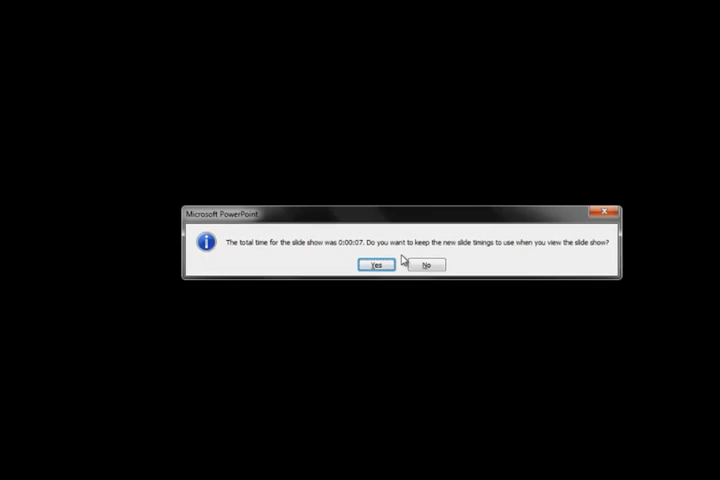 Microsoft PowerPoint
The total time for the slide show was 0:00:07. Do you want to keep the new slide timings to use when you view the slide show?
Yes
No